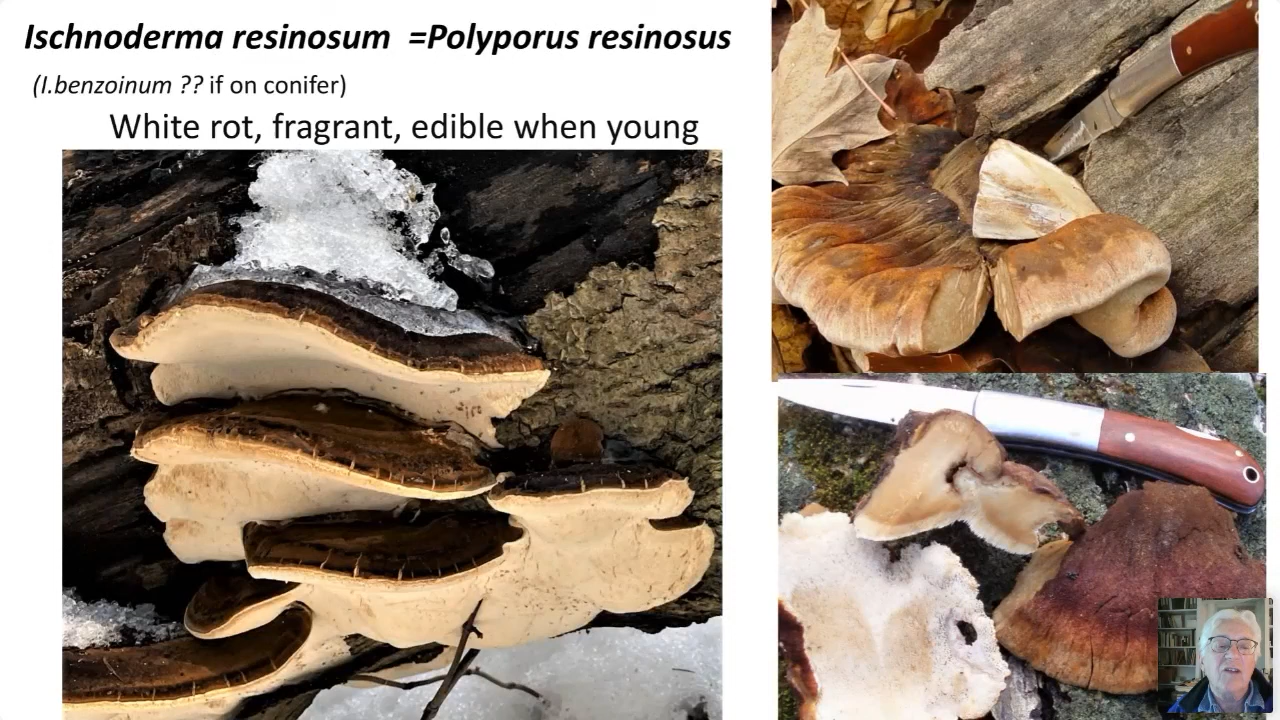 Ischnoderma resinosum =Polyporus resinosus
(I.benzoinum ?? if on conifer)
White rot, fragrant, edible when young